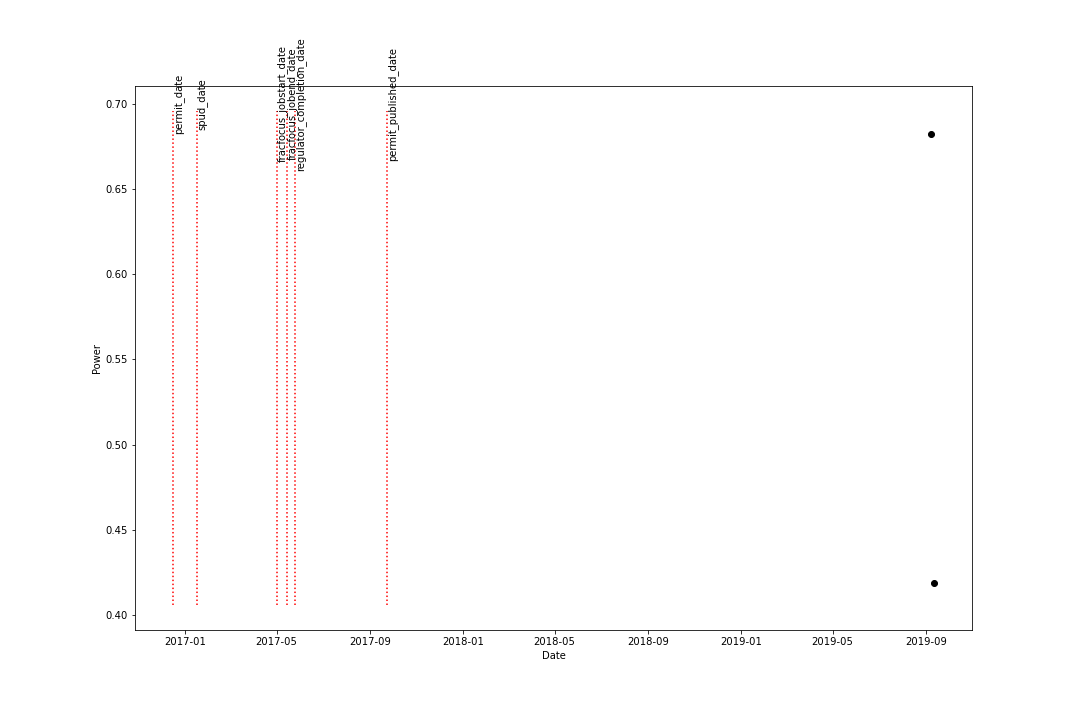 permit_date
spud_date
fracfocus_jobstart_date
fracfocus_jobend_date
regulator_completion_date
permit_published_date
0.70
0.65
0.60
0.55
0.50
0.45
0.40
Power
2017-01
2017-05
2017-09
2018-01
2018-05
2018-09
2019-01
2019-05
2019-09
Date